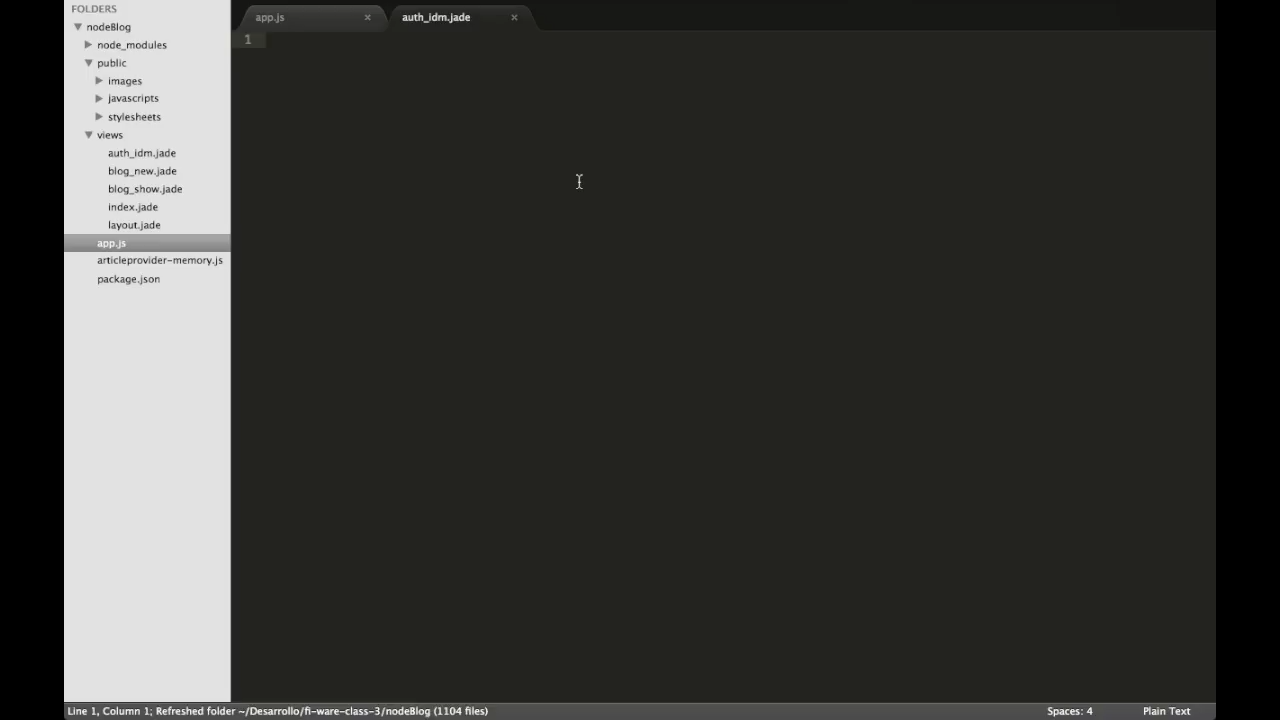 FOLDERS
nodeBlog
node_modules
public
images
javascripts
stylesheets
views
auth_idm.jade
blog_new.jade
blog_show.jade
index.jade
layout.jade
app.js
articleprovider-memory.js
package.json
app.js × auth_idm.jade ×
1
Line 1, Column 1; Refreshed folder ~/Desarrollo/fi-ware-class-3/nodeBlog (1104 files) Spaces: 4 Plain Text